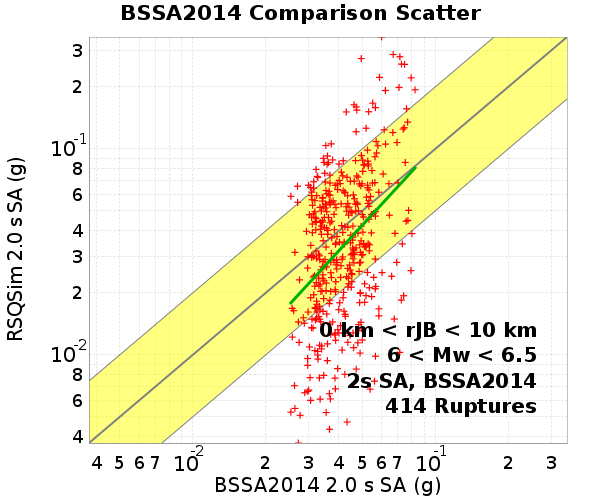 BSSA2014 Comparison Scatter
RSQSim 2.0 s SA (g)
3
2
10-1
8
6
4
3
2
10-2
8
6
4
0 km < rJB < 10 km
6 < Mw < 6.5
2s SA, BSSA2014
414 Ruptures
4 5 6 7 10-2 2 3 4 5 6 7 10-1 2 3
BSSA2014 2.0 s SA (g)